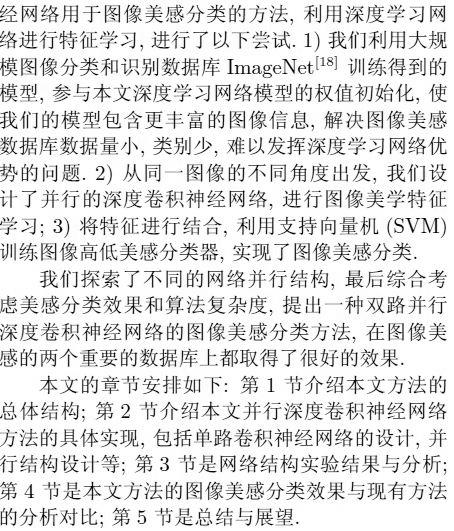 经网络用于图像美感分类的方法, 利用深度学习网
络进行特征学习, 进行了以下尝试. 1) 我们利用大规
模图像分类和识别数据库 ImageNet[18] 训练得到的
模型, 参与本文深度学习网络模型的权值初始化, 使
我们的模型包含更丰富的图像信息, 解决图像美感
数据库数据量小, 类别少, 难以发挥深度学习网络优
势的问题. 2) 从同一图像的不同角度出发, 我们设
计了并行的深度卷积神经网络, 进行图像美学特征
学习; 3) 将特征进行结合, 利用支持向量机 (SVM)
训练图像高低美感分类器, 实现了图像美感分类.
我们探索了不同的网络并行结构, 最后综合考
虑美感分类效果和算法复杂度, 提出一种双路并行
深度卷积神经网络的图像美感分类方法, 在图像美
感的两个重要的数据库上都取得了很好的效果.
本文的章节安排如下: 第 1 节介绍本文方法的
总体结构; 第 2 节介绍本文并行深度卷积神经网络
方法的具体实现, 包括单路卷积神经网络的设计, 并
行结构设计等; 第 3 节是网络结构实验结果与分析;
第 4 节是本文方法的图像美感分类效果与现有方法
的分析对比; 第 5 节是总结与展望.